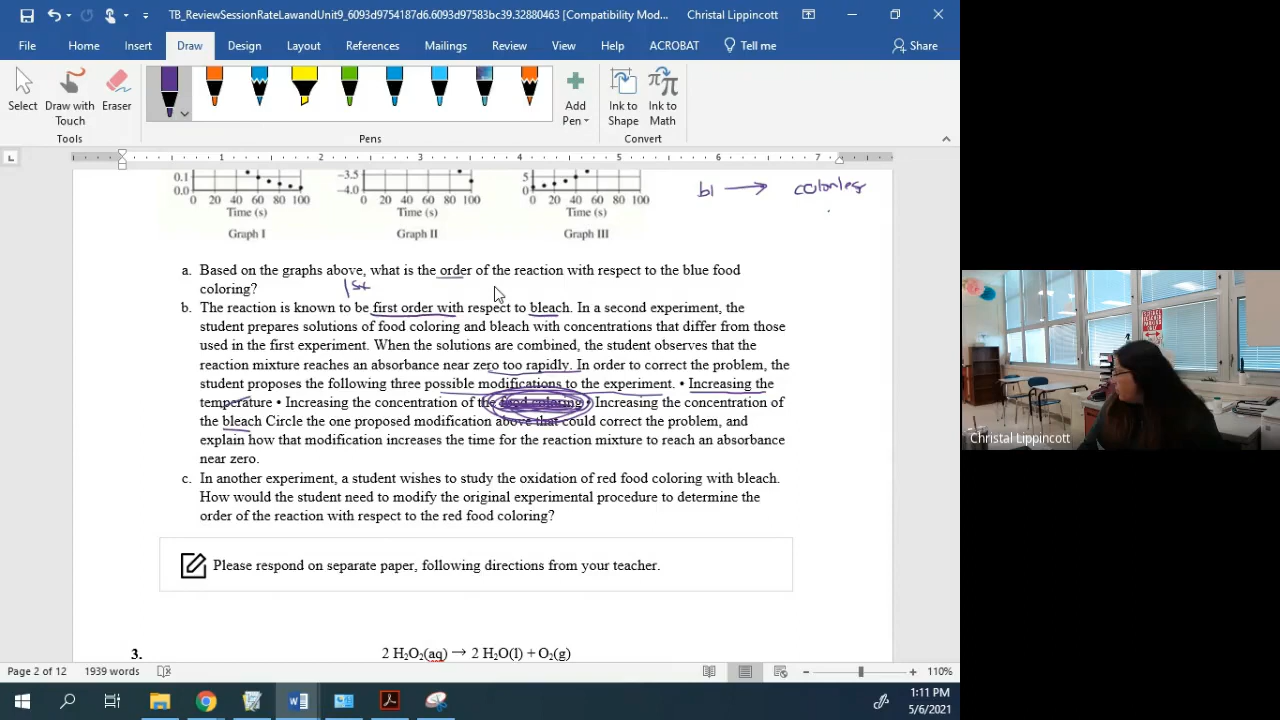 TB_ReviewSessionRateLawandUnit9_6093d9754187d6.6093d97583bc39.32880463 [Compatibility Mod...
Christal Lippincott
File Home Insert Draw Design Layout References Mailings Review View Help ACROBAT Tell me
Share
Select Draw with Touch Eraser
Add Pen
Ink to Shape Ink to Math
Tools Pens Convert
1 2 3 4 5 6 7
0.1 -3.5 5
0.0 -4.0 0
0 20 40 60 80 100 0 20 40 60 80 100 0 20 40 60 80 100
Time (s) Time (s) Time (s)
Graph I Graph II Graph III
bl → colorless
a. Based on the graphs above, what is the order of the reaction with respect to the blue food
coloring? 1st
b. The reaction is known to be first order with respect to bleach. In a second experiment, the
student prepares solutions of food coloring and bleach with concentrations that differ from those
used in the first experiment. When the solutions are combined, the student observes that the
reaction mixture reaches an absorbance near zero too rapidly. In order to correct the problem, the
student proposes the following three possible modifications to the experiment. • Increasing the
temperature • Increasing the concentration of the food coloring • Increasing the concentration of
the bleach Circle the one proposed modification above that could correct the problem, and
explain how that modification increases the time for the reaction mixture to reach an absorbance
near zero.
c. In another experiment, a student wishes to study the oxidation of red food coloring with bleach.
How would the student need to modify the original experimental procedure to determine the
order of the reaction with respect to the red food coloring?
Please respond on separate paper, following directions from your teacher.
3. 2 H₂O₂(aq) → 2 H₂O(l) + O₂(g)
Page 2 of 12 1939 words
110%
1:11 PM
5/6/2021
Christal Lippincott